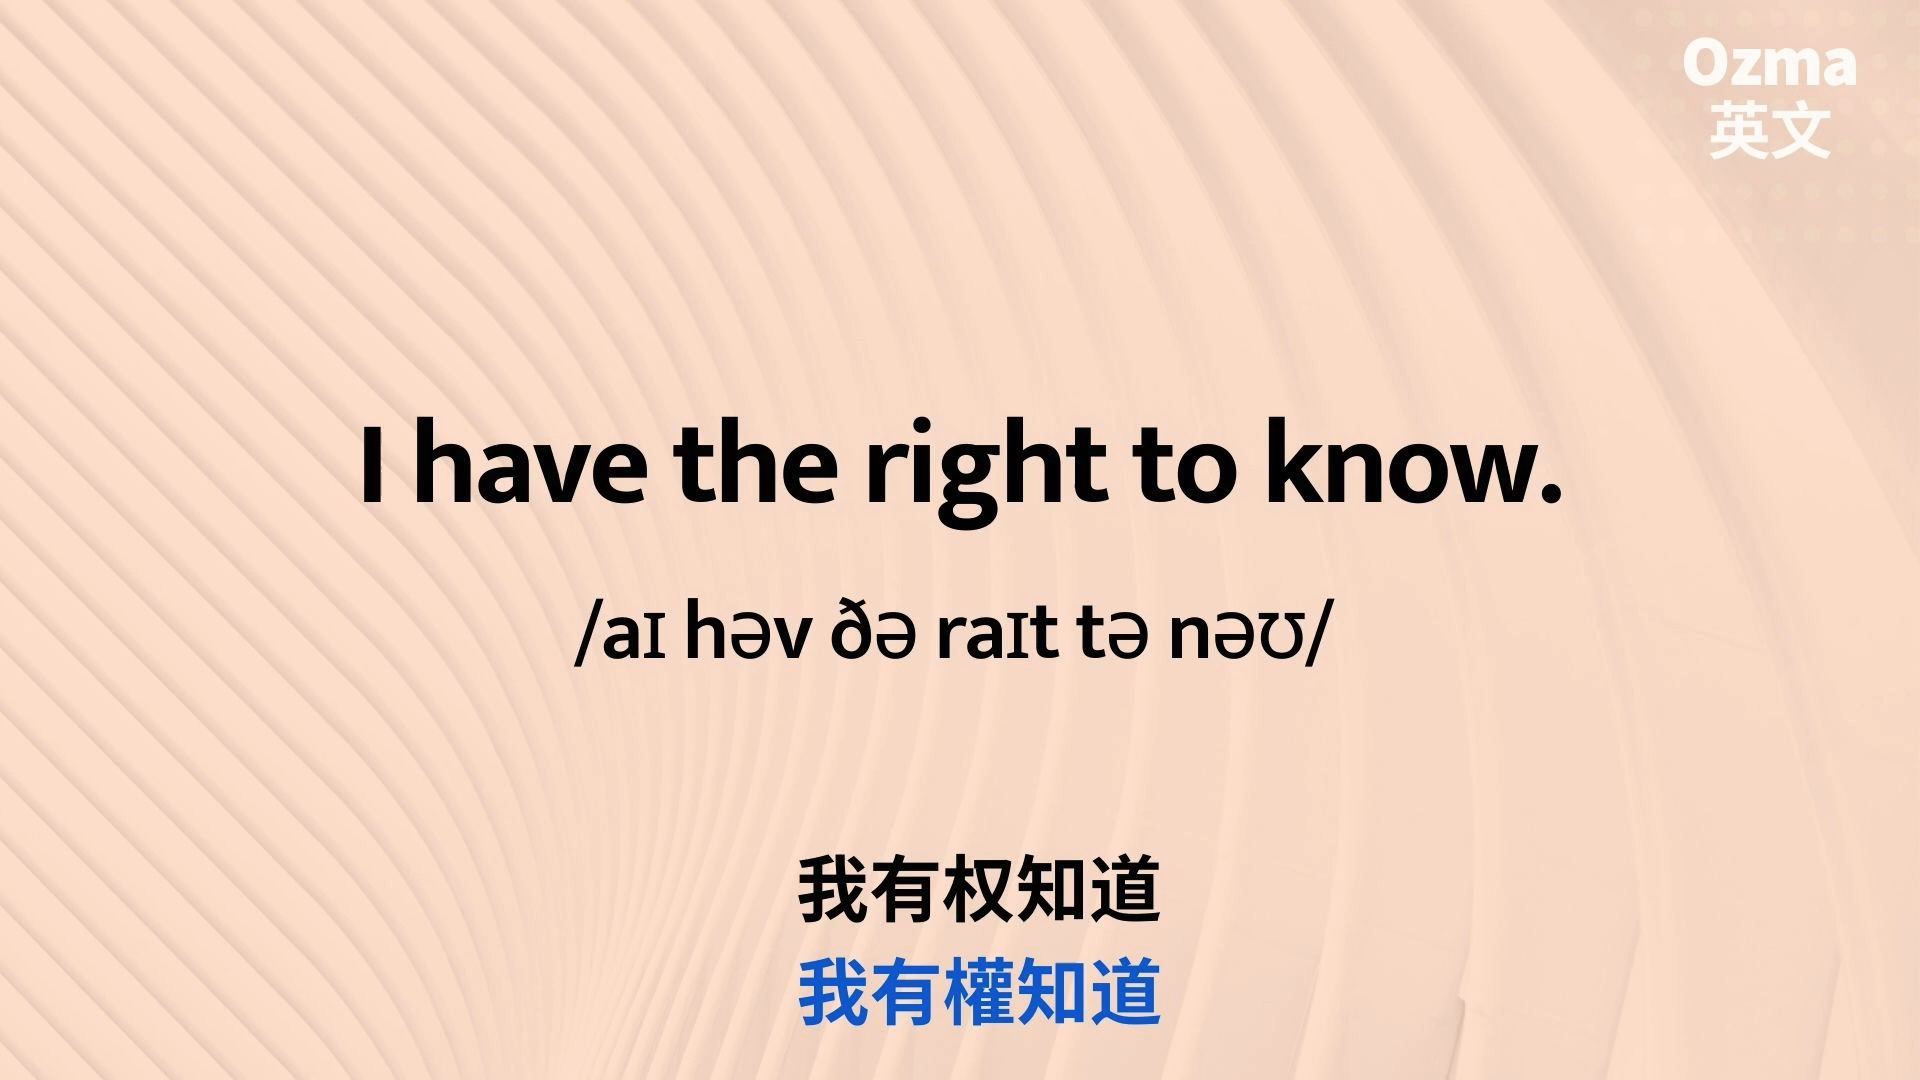 Ozma
英文
I have the right to know.
/aɪ həv ðə raɪt tə nəʊ/
我有权知道
我有權知道